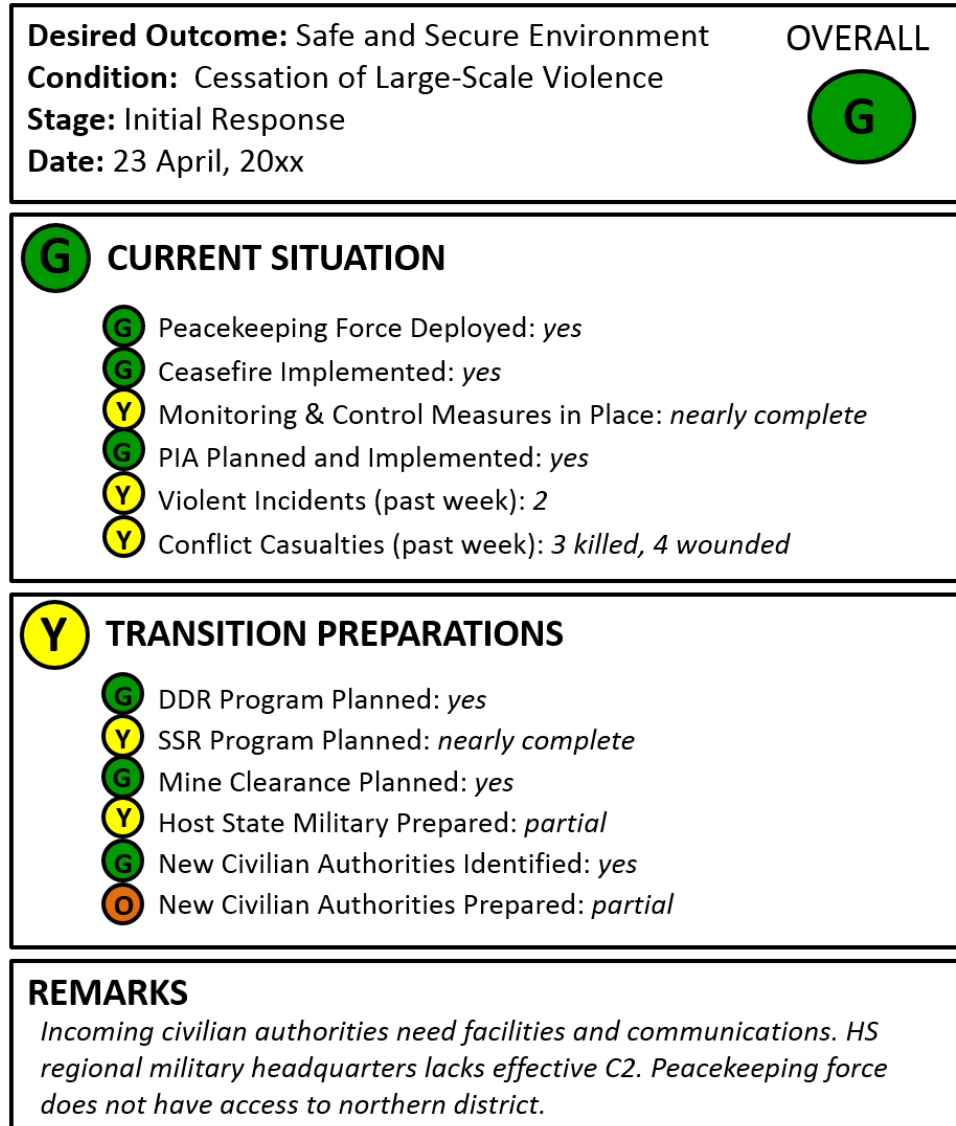 Desired Outcome: Safe and Secure Environment
OVERALL
Condition: Cessation of Large-Scale Violence
G
Stage: Initial Response
Date: 23 April, 20xx
G CURRENT SITUATION
G Peacekeeping Force Deployed: yes
G Ceasefire Implemented: yes
Y Monitoring & Control Measures in Place: nearly complete
G PIA Planned and Implemented: yes
Y Violent Incidents (past week): 2
Y Conflict Casualties (past week): 3 killed, 4 wounded
Y TRANSITION PREPARATIONS
G DDR Program Planned: yes
Y SSR Program Planned: nearly complete
G Mine Clearance Planned: yes
Y Host State Military Prepared: partial
G New Civilian Authorities Identified: yes
O New Civilian Authorities Prepared: partial
REMARKS
Incoming civilian authorities need facilities and communications. HS
regional military headquarters lacks effective C2. Peacekeeping force
does not have access to northern district.